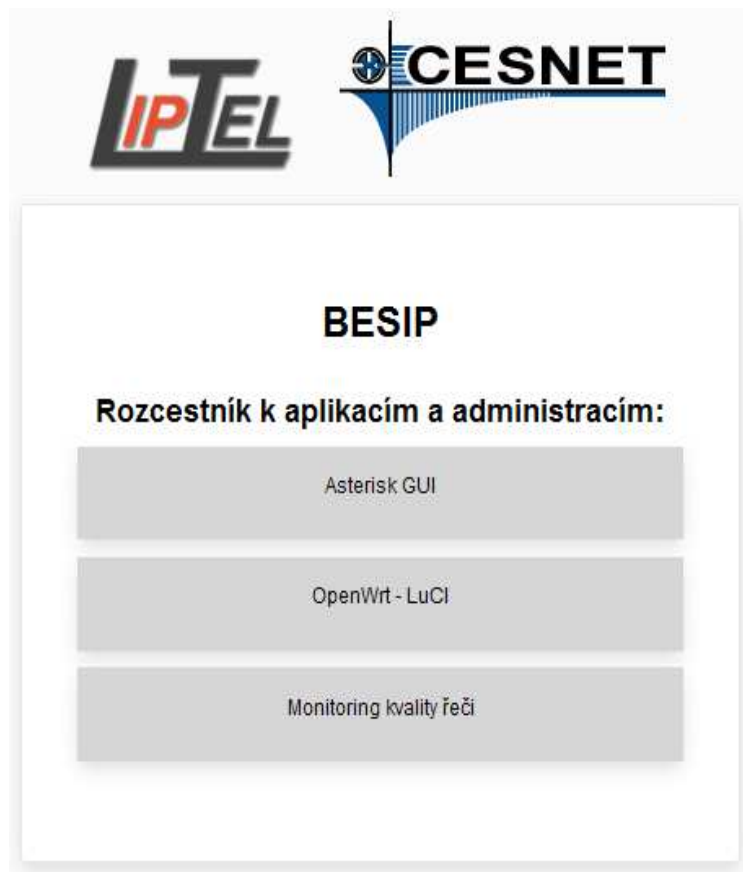 LIPTEL
CESNET
BESIP
Rozcestník k aplikacím a administracím:
Asterisk GUI
OpenWrt - LuCI
Monitoring kvality řeči